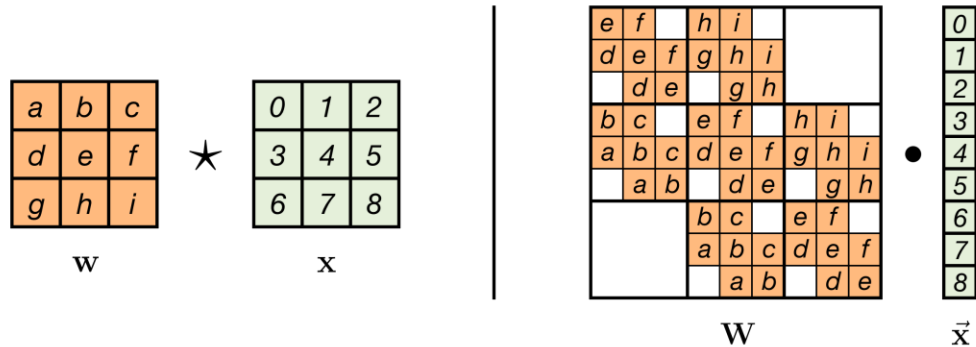 a b c
d e f
g h i
w
★
0 1 2
3 4 5
6 7 8
x
e f h i
d e f g h i
d e g h
b c e f h i
a b c d e f g h i
a b d e g h
b c e f
a b c d e f
a b d e
W
•
0
1
2
3
4
5
6
7
8
x⃗